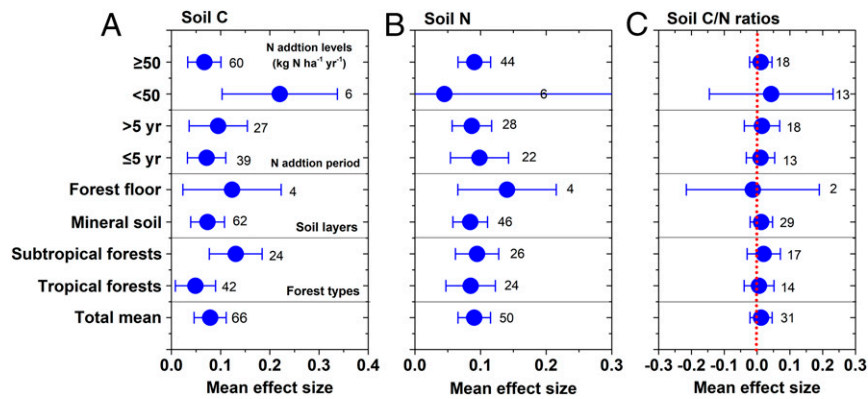 A Soil C
B Soil N
C Soil C/N ratios
N addtion levels
(kg N ha⁻¹ yr⁻¹)
≥50 60 44 18
<50 6 6 13
>5 yr 27 28 18
≤5 yr 39 22 13
N addtion period
Forest floor 4 4 2
Mineral soil 62 46 29
Soil layers
Subtropical forests 24 26 17
Tropical forests 42 24 14
Forest types
Total mean 66 50 31
0.0 0.1 0.2 0.3 0.4 0.0 0.1 0.2 0.3 -0.3 -0.2 -0.1 0.0 0.1 0.2 0.3
Mean effect size Mean effect size Mean effect size